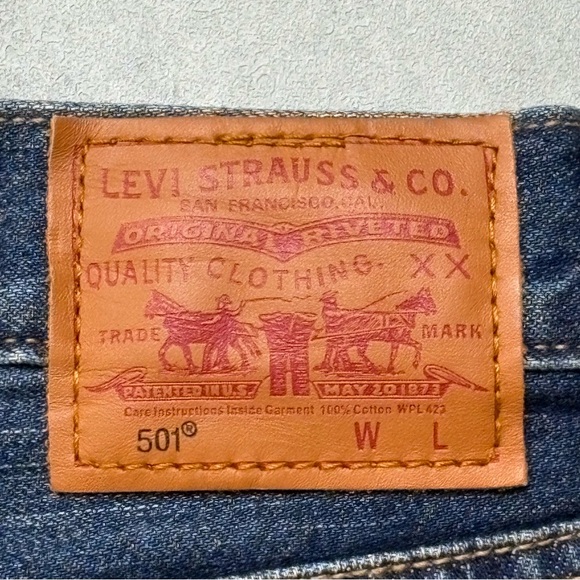 LEVI STRAUSS & CO.
SAN FRANCISCO, CAL.
ORIGINAL RIVETED
QUALITY CLOTHING. XX
TRADE MARK
PATENTED IN U.S. MAY 20 1873
Care Instructions Inside Garment 100% Cotton WPL 423
501® W L